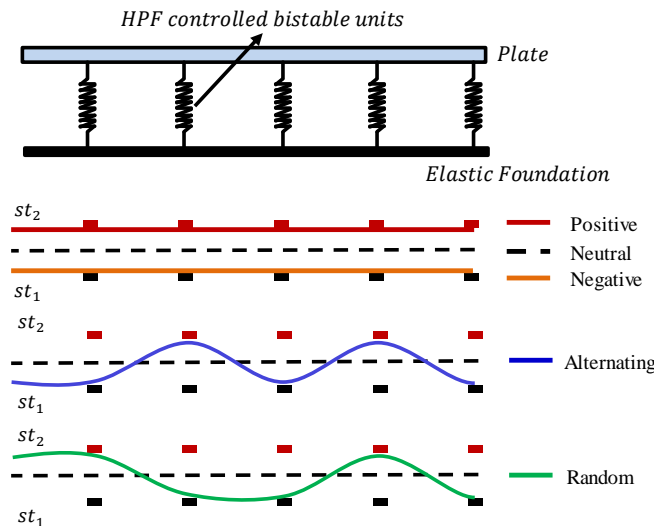 HPF controlled bistable units
Plate
Elastic Foundation
st₂
Positive
Neutral
Negative
st₁
st₂
Alternating
st₁
st₂
Random
st₁